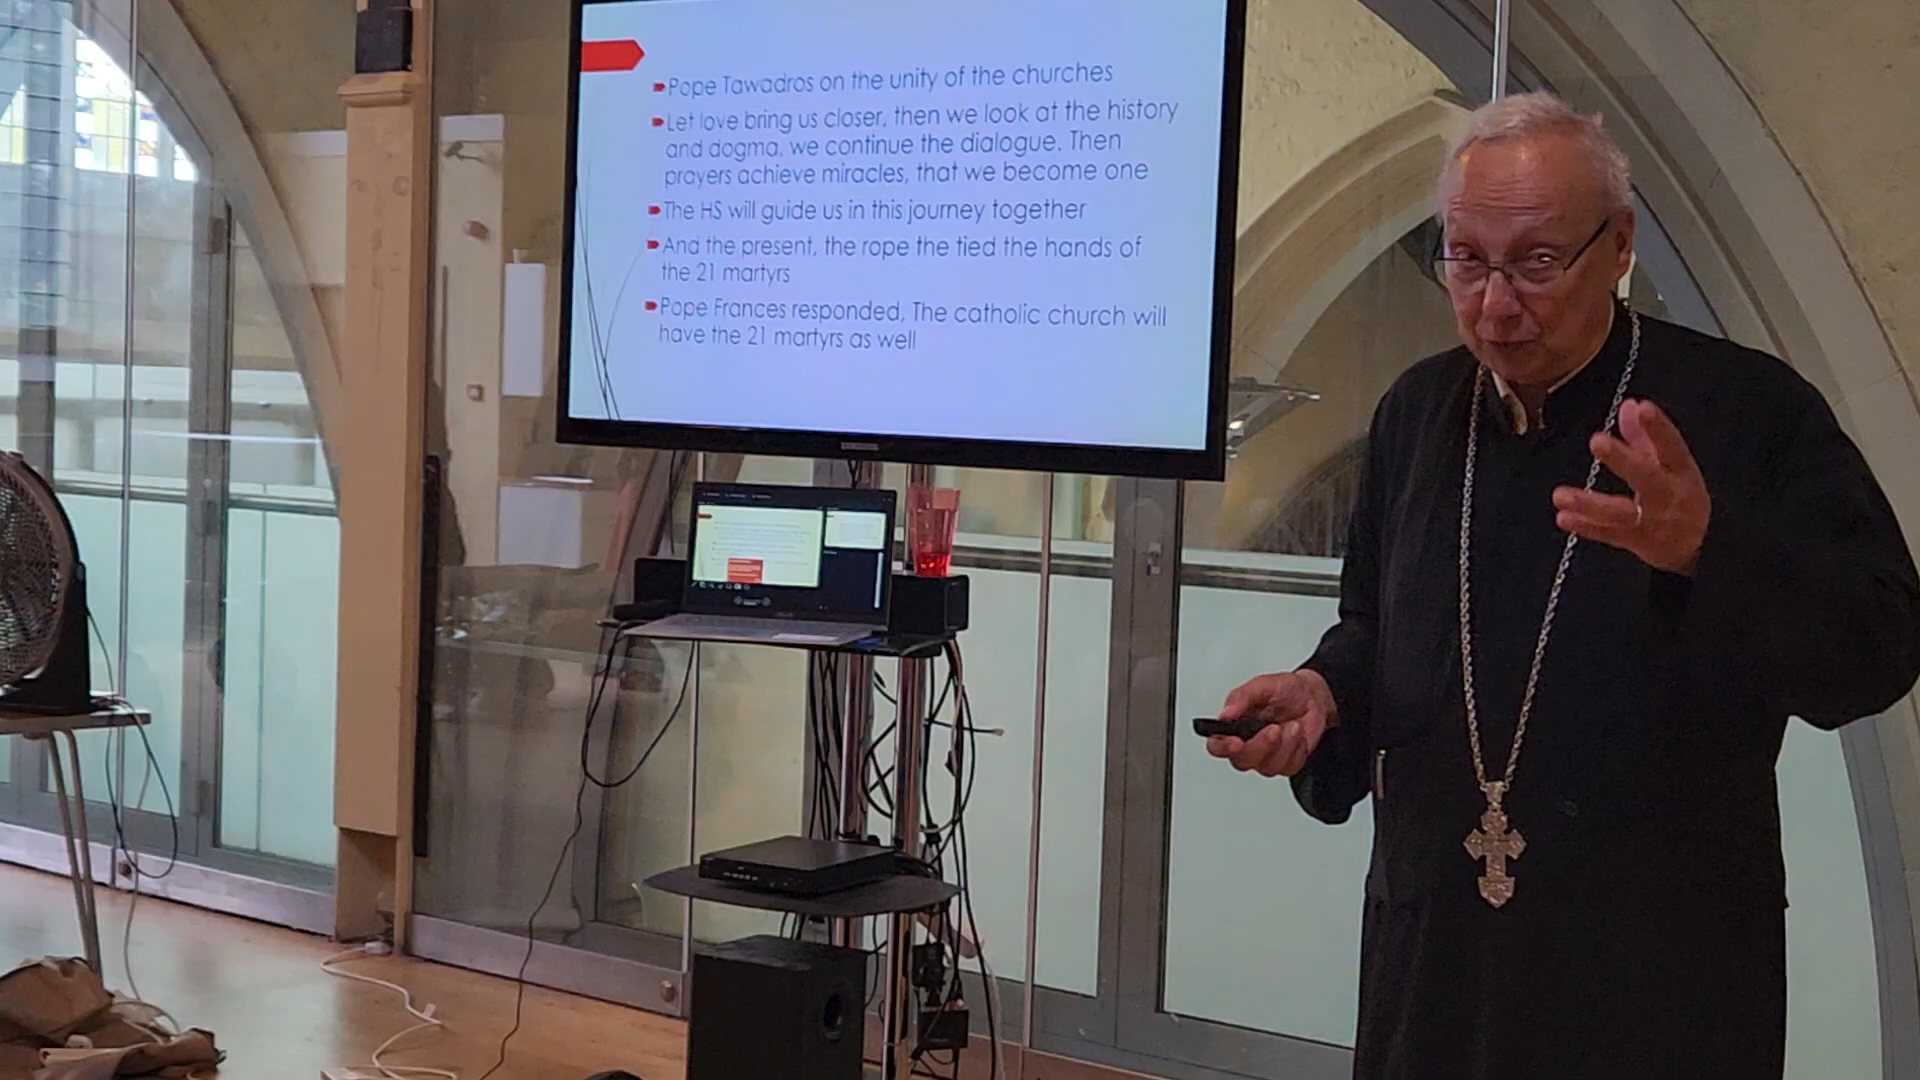 Pope Tawadros on the unity of the churches
Let love bring us closer, then we look at the history
and dogma, we continue the dialogue. Then
prayers achieve miracles, that we become one
The HS will guide us in this journey together
And the present, the rope the tied the hands of
the 21 martyrs
Pope Frances responded, The catholic church will
have the 21 martyrs as well